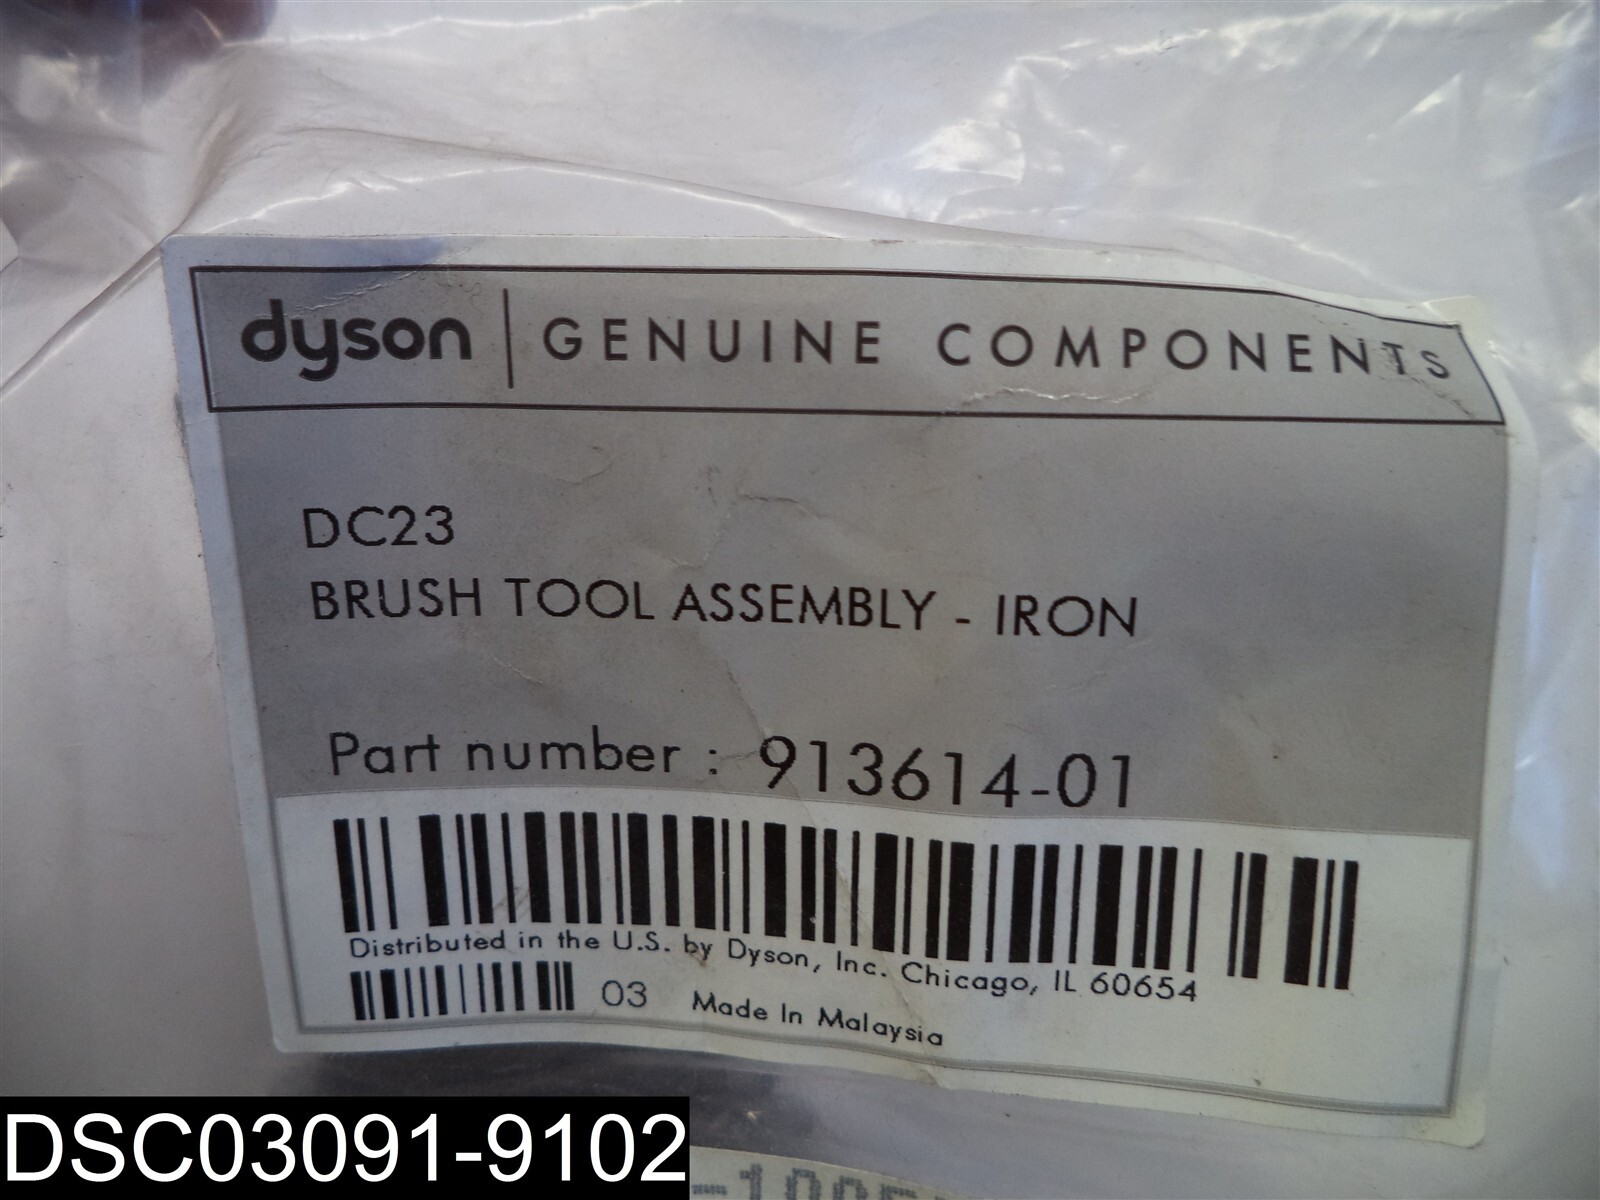 dyson | GENUINE COMPONENTS
DC23
BRUSH TOOL ASSEMBLY - IRON
Part number : 913614-01
Distributed in the U.S. by Dyson, Inc. Chicago, IL 60654
03 Made In Malaysia
DSC03091-9102